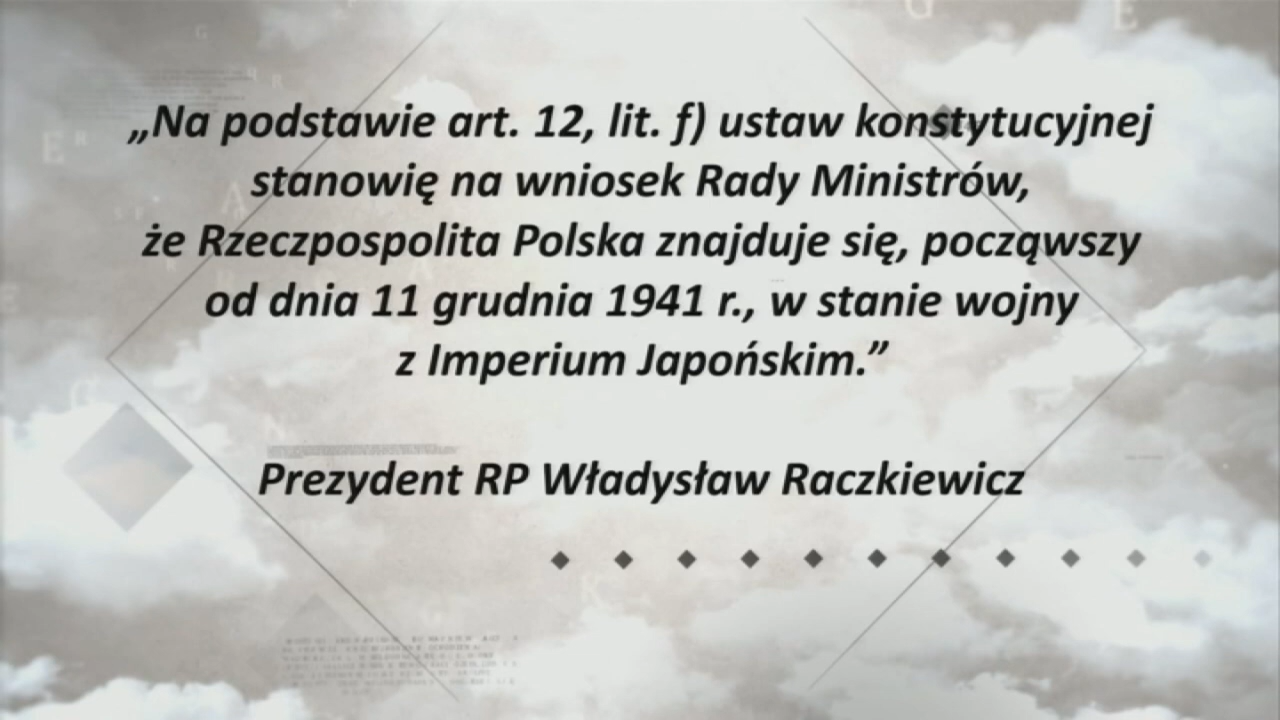 „Na podstawie art. 12, lit. f) ustaw konstytucyjnej
stanowię na wniosek Rady Ministrów,
że Rzeczpospolita Polska znajduje się, począwszy
od dnia 11 grudnia 1941 r., w stanie wojny
z Imperium Japońskim.”
Prezydent RP Władysław Raczkiewicz